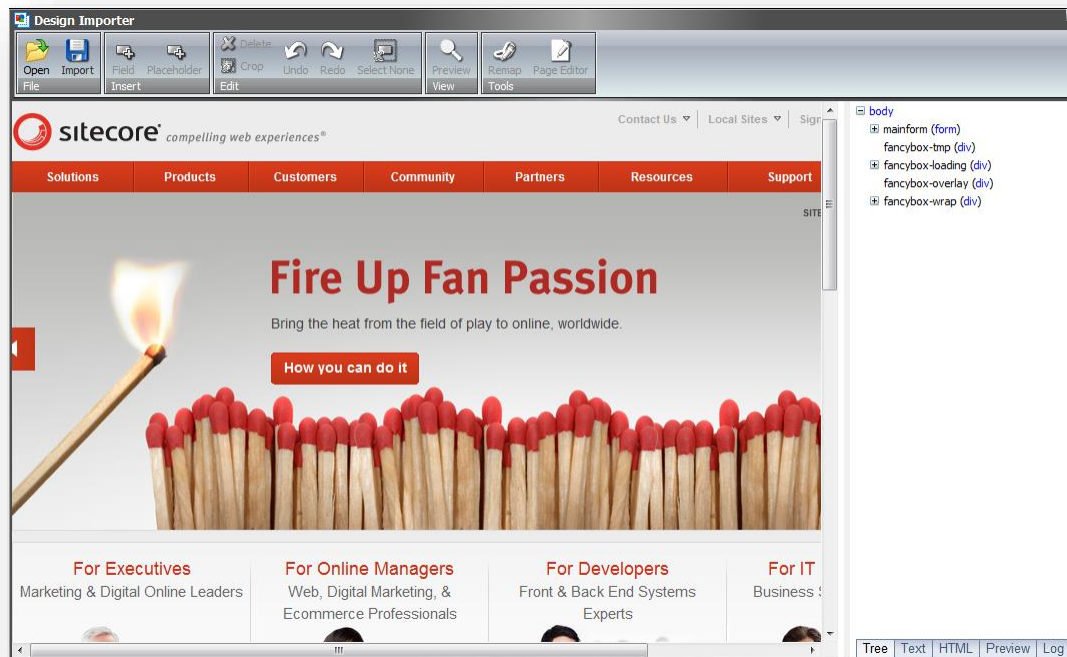 Design Importer
Open Import Field Placeholder Delete Crop Undo Redo Select None Preview Remap Page Editor
File Insert Edit View Tools
sitecore® compelling web experiences®
Contact Us Local Sites Sign
Solutions Products Customers Community Partners Resources Support
SITE
Fire Up Fan Passion
Bring the heat from the field of play to online, worldwide.
How you can do it
For Executives
Marketing & Digital Online Leaders
For Online Managers
Web, Digital Marketing, &
Ecommerce Professionals
For Developers
Front & Back End Systems
Experts
For IT
Business
body
mainform (form)
fancybox-tmp (div)
fancybox-loading (div)
fancybox-overlay (div)
fancybox-wrap (div)
Tree Text HTML Preview Log